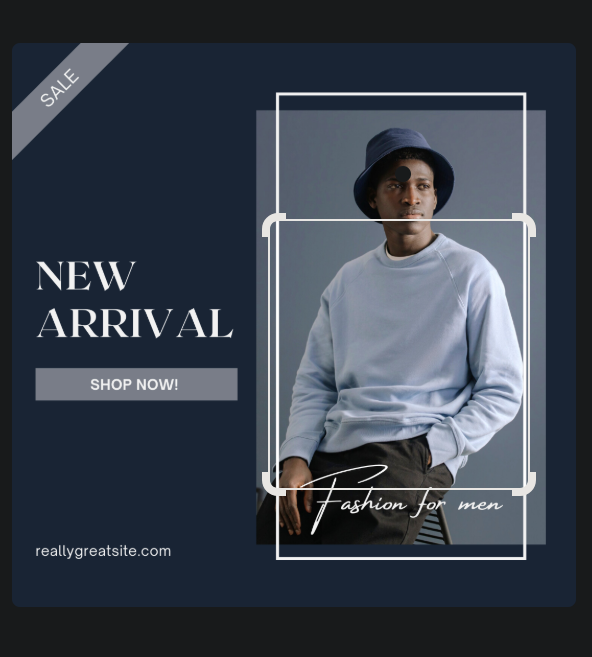 SALE
NEW
ARRIVAL
SHOP NOW!
Fashion for men
reallygreatsite.com